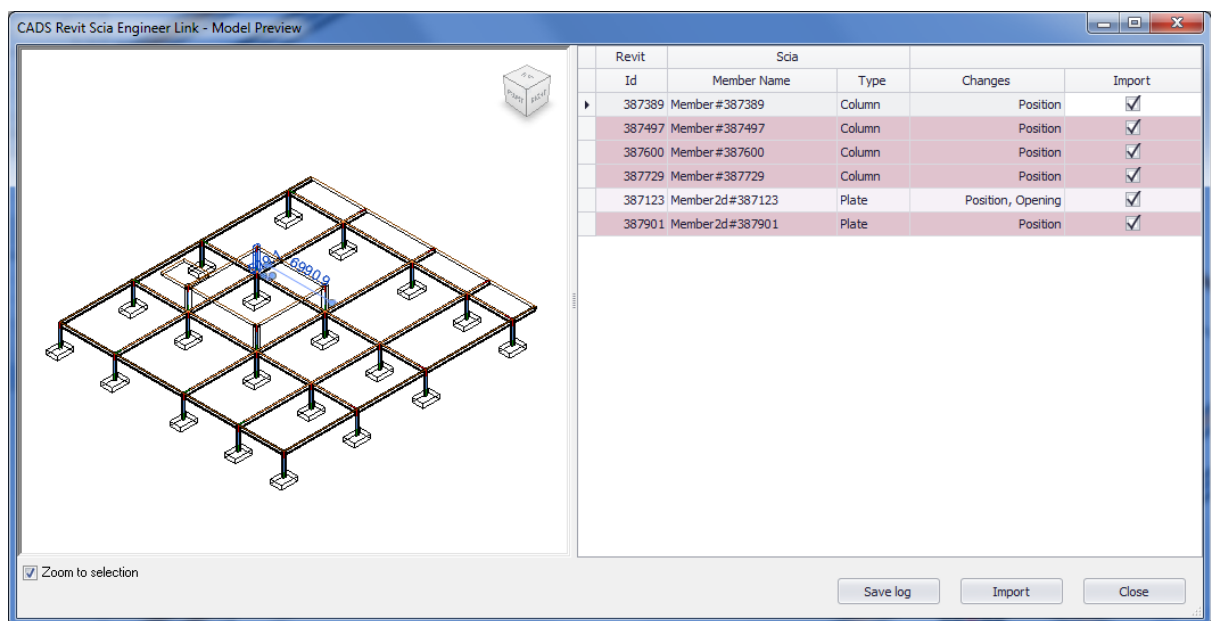 CADS Revit Scia Engineer Link - Model Preview
Revit Scia
Id Member Name Type Changes Import
387389 Member#387389 Column Position
387497 Member#387497 Column Position
387600 Member#387600 Column Position
387729 Member#387729 Column Position
387123 Member2d#387123 Plate Position, Opening
387901 Member2d#387901 Plate Position
6990.9
Zoom to selection
Save log Import Close